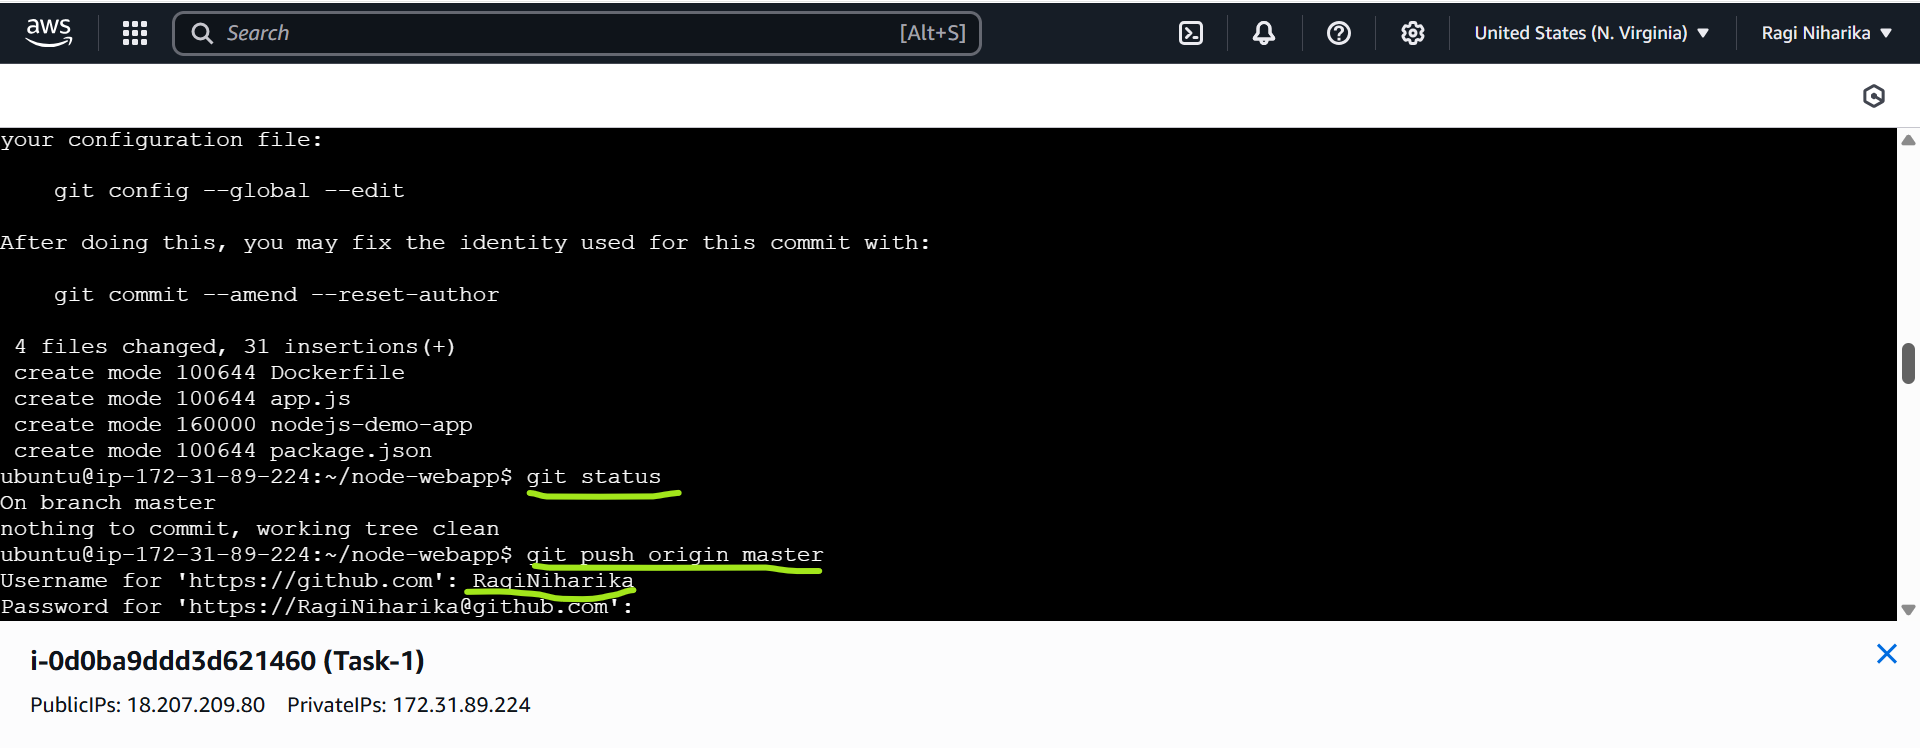 aws
Search [Alt+S]
United States (N. Virginia)
Ragi Niharika
your configuration file:
git config --global --edit
After doing this, you may fix the identity used for this commit with:
git commit --amend --reset-author
4 files changed, 31 insertions(+)
create mode 100644 Dockerfile
create mode 100644 app.js
create mode 160000 nodejs-demo-app
create mode 100644 package.json
ubuntu@ip-172-31-89-224:~/node-webapp$ git status
On branch master
nothing to commit, working tree clean
ubuntu@ip-172-31-89-224:~/node-webapp$ git push origin master
Username for 'https://github.com': RagiNiharika
Password for 'https://RagiNiharika@github.com':
i-0d0ba9ddd3d621460 (Task-1)
PublicIPs: 18.207.209.80 PrivateIPs: 172.31.89.224